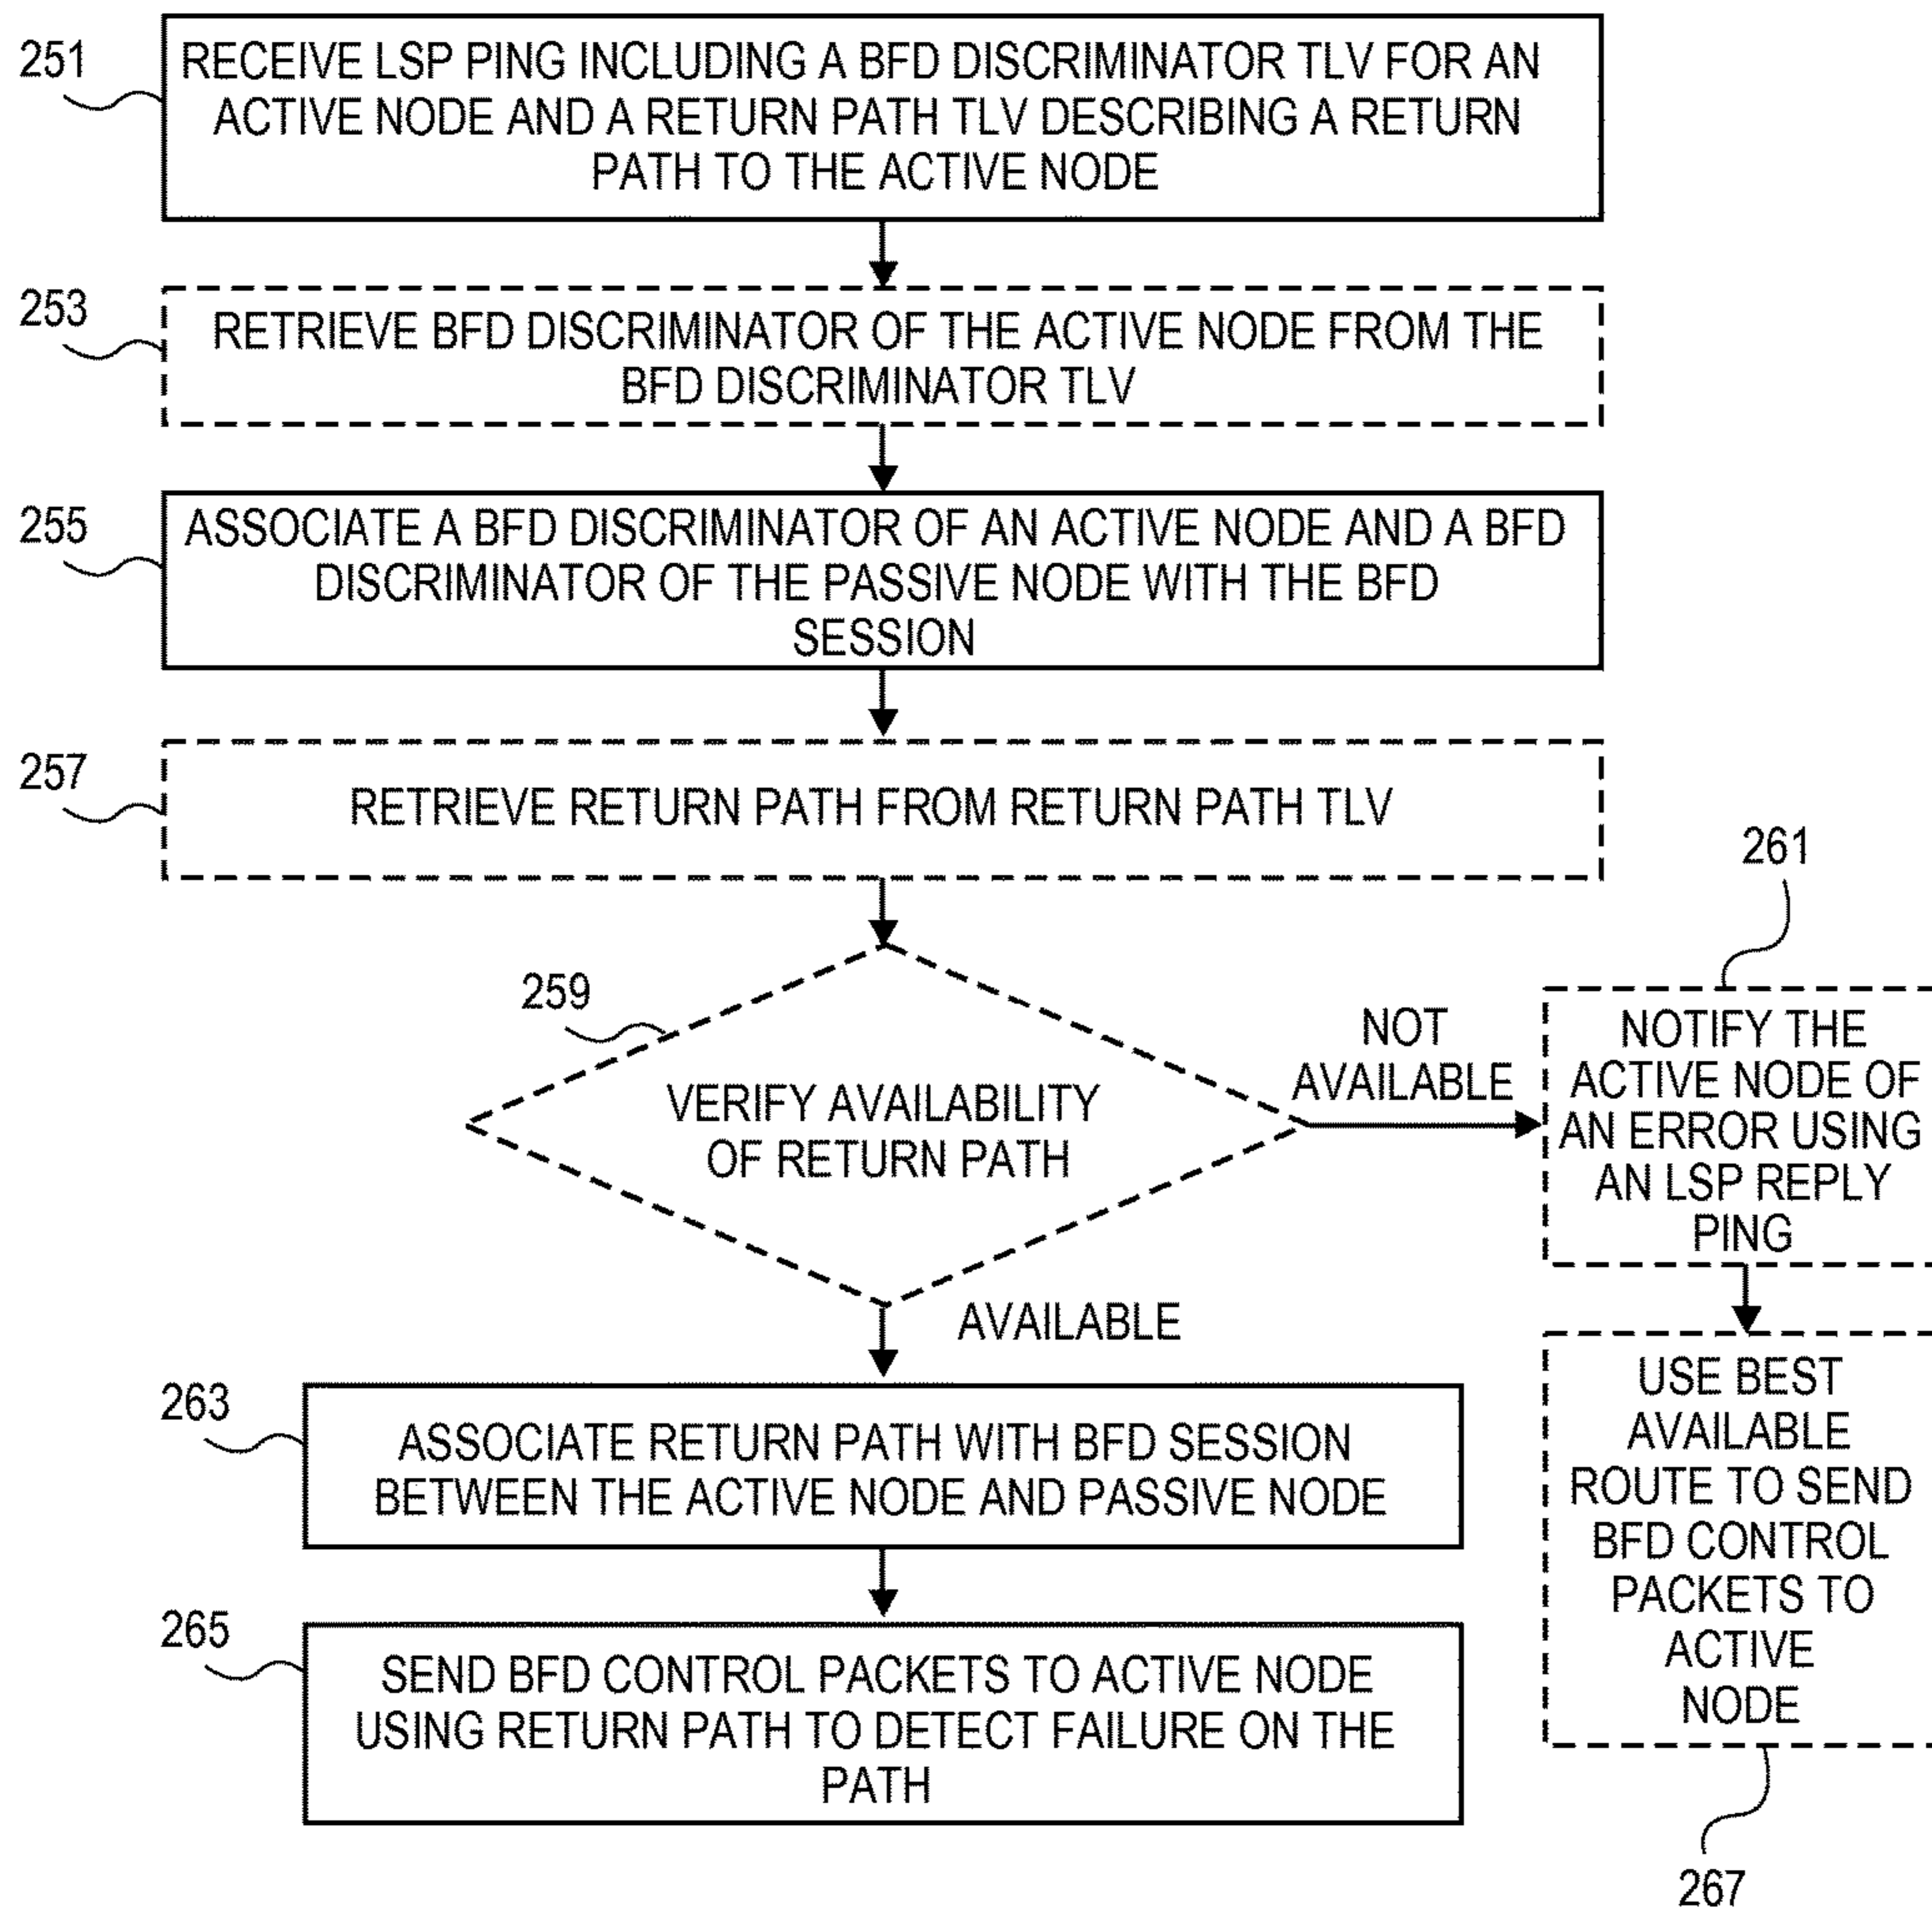 251
RECEIVE LSP PING INCLUDING A BFD DISCRIMINATOR TLV FOR AN
ACTIVE NODE AND A RETURN PATH TLV DESCRIBING A RETURN
PATH TO THE ACTIVE NODE
253
RETRIEVE BFD DISCRIMINATOR OF THE ACTIVE NODE FROM THE
BFD DISCRIMINATOR TLV
255
ASSOCIATE A BFD DISCRIMINATOR OF AN ACTIVE NODE AND A BFD
DISCRIMINATOR OF THE PASSIVE NODE WITH THE BFD
SESSION
257
RETRIEVE RETURN PATH FROM RETURN PATH TLV
259
VERIFY AVAILABILITY
OF RETURN PATH
NOT
AVAILABLE
261
NOTIFY THE
ACTIVE NODE OF
AN ERROR USING
AN LSP REPLY
PING
AVAILABLE
263
ASSOCIATE RETURN PATH WITH BFD SESSION
BETWEEN THE ACTIVE NODE AND PASSIVE NODE
265
SEND BFD CONTROL PACKETS TO ACTIVE NODE
USING RETURN PATH TO DETECT FAILURE ON THE
PATH
USE BEST
AVAILABLE
ROUTE TO SEND
BFD CONTROL
PACKETS TO
ACTIVE
NODE
267